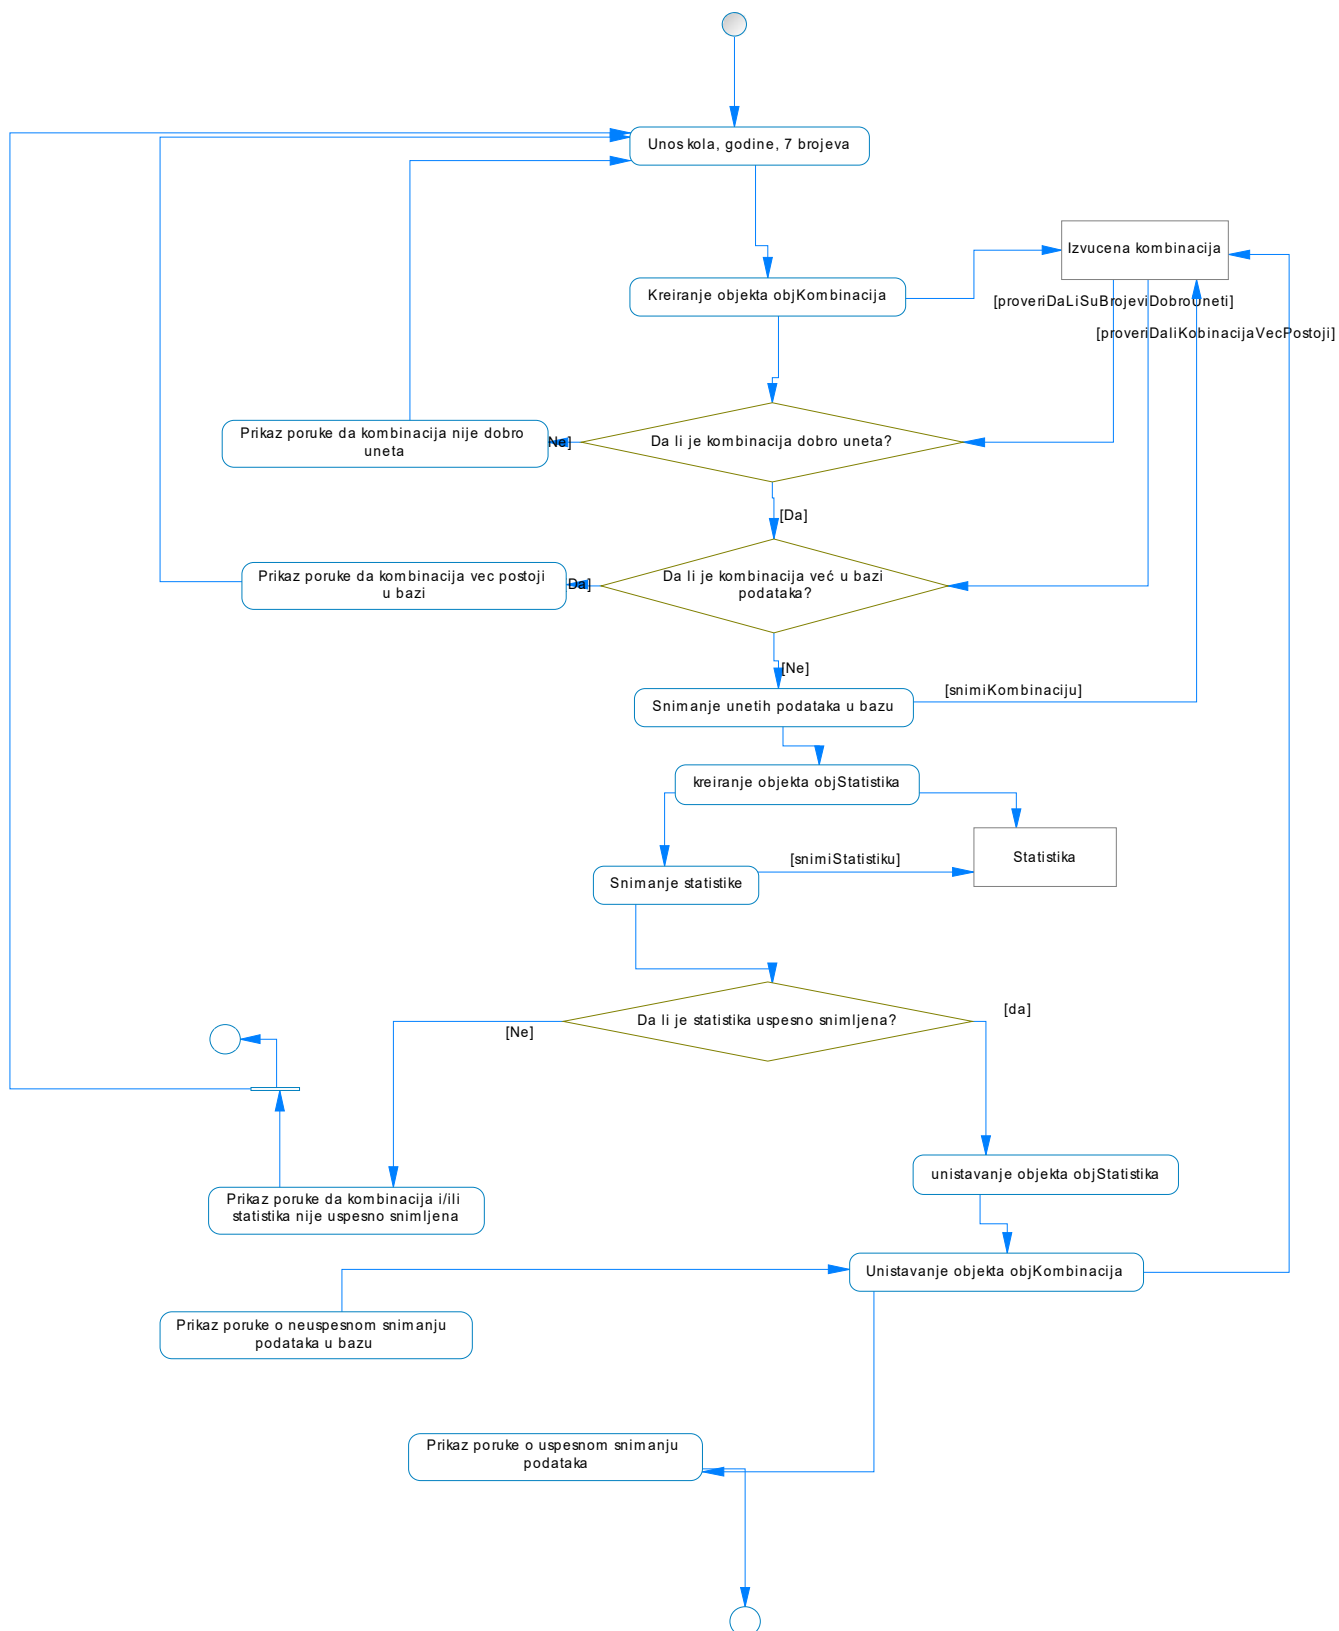 Unos kola, godine, 7 brojeva
Izvucena kombinacija
Kreiranje objekta objKombinacija
[proveriDaLiSuBrojeviDobroUneti]
[proveriDaliKobinacijaVecPostoji]
Prikaz poruke da kombinacija nije dobro
uneta
Ne]
Da li je kombinacija dobro uneta?
[Da]
Prikaz poruke da kombinacija vec postoji
u bazi
Da]
Da li je kombinacija već u bazi
podataka?
[Ne]
Snimanje unetih podataka u bazu
[snimiKombinaciju]
kreiranje objekta objStatistika
Statistika
[snimiStatistiku]
Snimanje statistike
Da li je statistika uspesno snimljena?
[da]
[Ne]
unistavanje objekta objStatistika
Prikaz poruke da kombinacija i/ili
statistika nije uspesno snimljena
Unistavanje objekta objKombinacija
Prikaz poruke o neuspesnom snimanju
podataka u bazu
Prikaz poruke o uspesnom snimanju
podataka